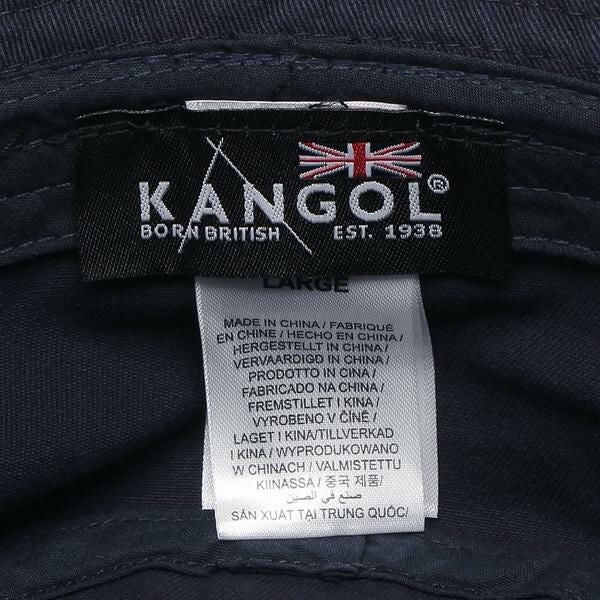 KANGOL®
BORN BRITISH EST. 1938
LARGE
MADE IN CHINA / FABRIQUÉ
EN CHINE / HECHO EN CHINA /
HERGESTELLT IN CHINA /
VERVAARDIGD IN CHINA /
PRODOTTO IN CINA /
FABRICADO NA CHINA /
FREMSTILLET I KINA /
VYROBENO V ČÍNĚ /
LAGET I KINA/TILLVERKAD
I KINA / WYPRODUKOWANO
W CHINACH / VALMISTETTU
KIINASSA / 중국 제품/
صنع في الصين
SẢN XUẤT TẠI TRUNG QUỐC/